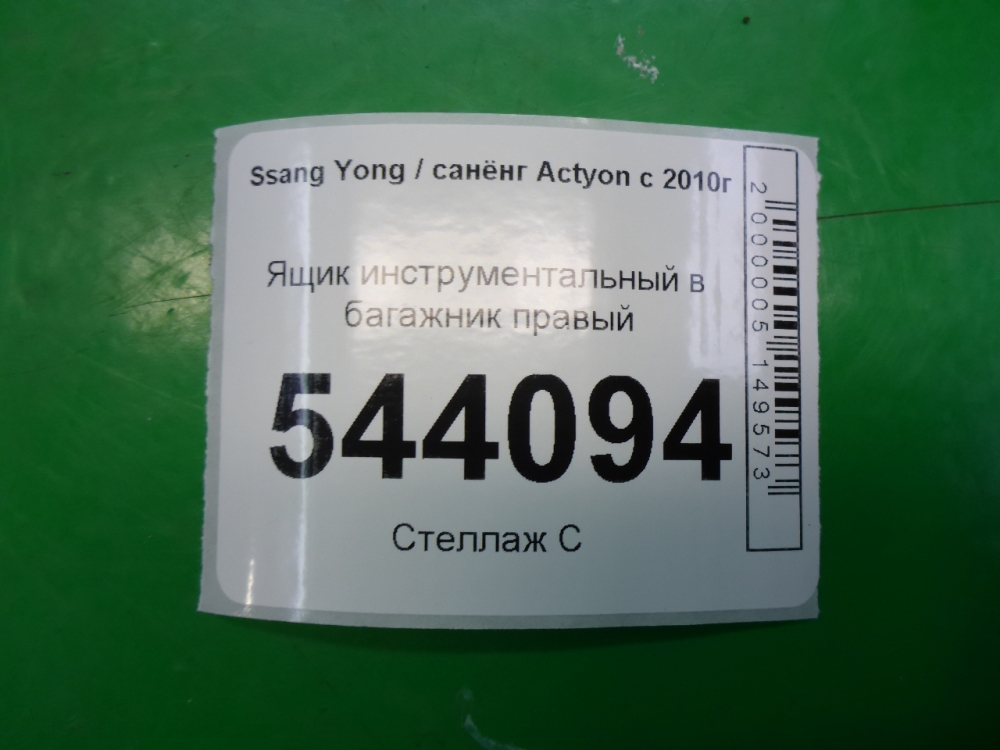 Ssang Yong / санёнг Actyon с 2010г
Ящик инструментальный в
багажник правый
544094
Стеллаж С
2000005149573